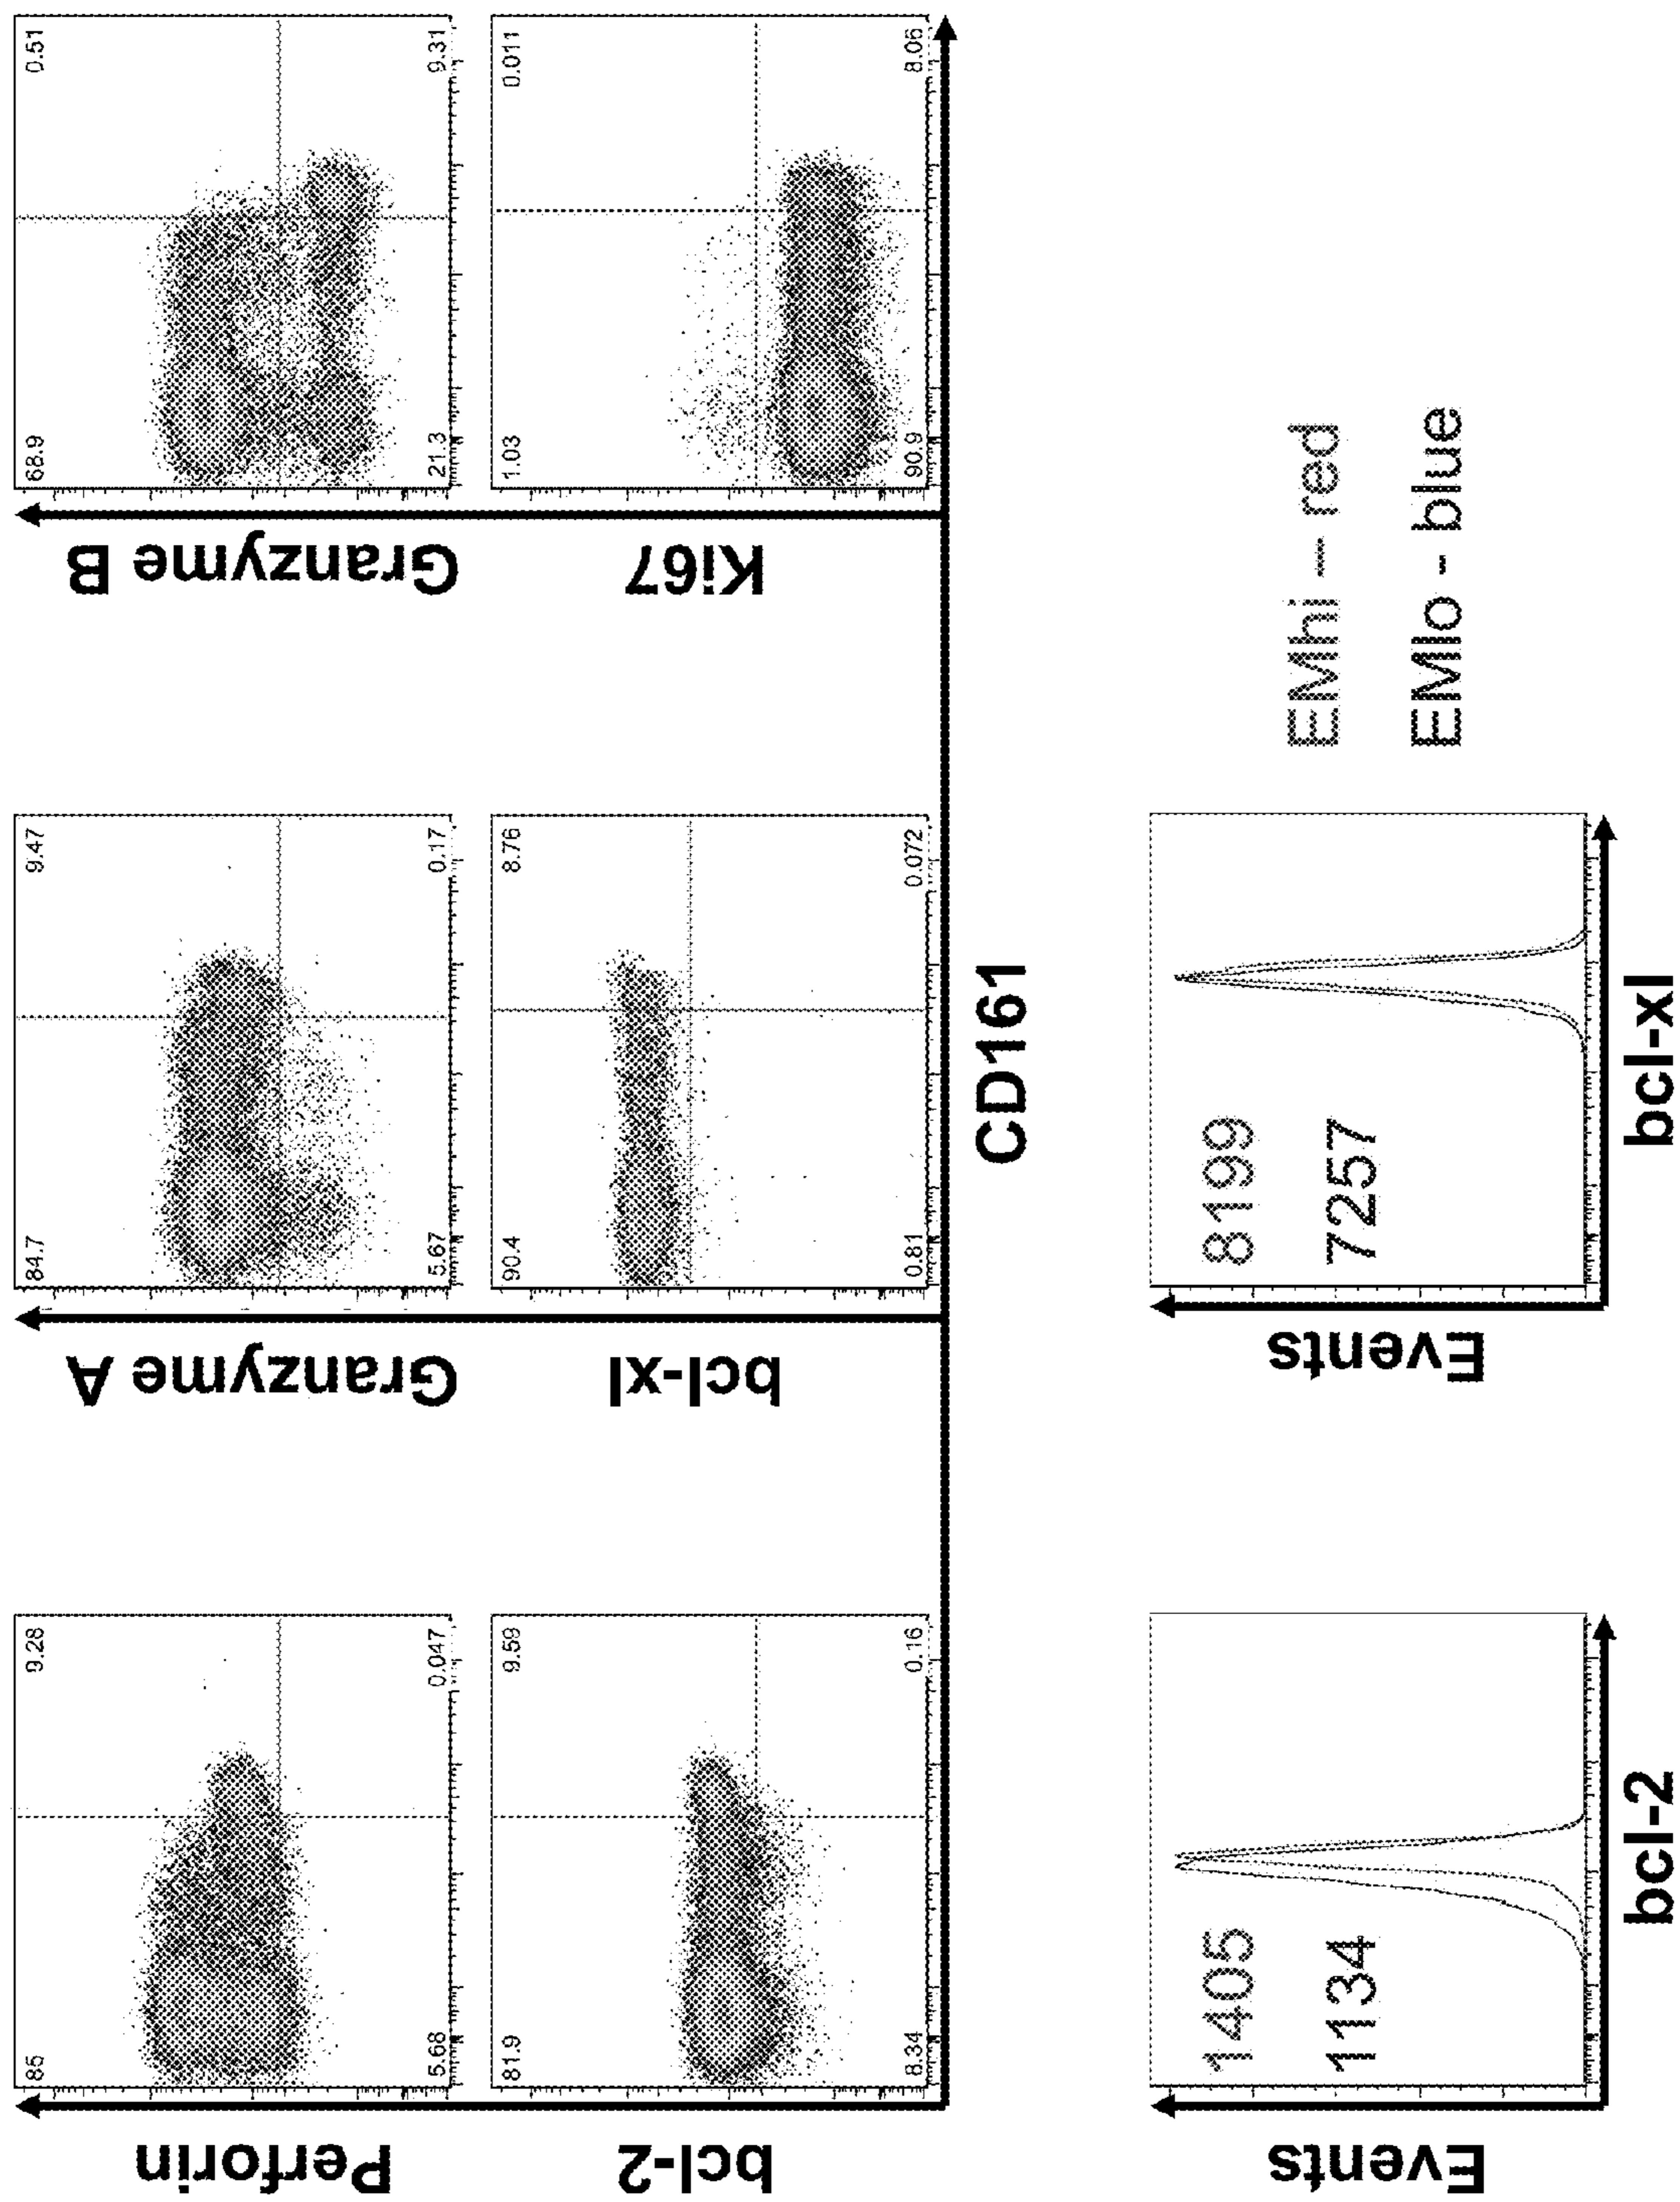 Perforin
85
9.28
5.68
0.047
Granzyme A
84.7
9.47
5.67
0.17
Granzyme B
68.9
0.51
21.3
9.31
bcl-2
81.9
9.59
8.34
0.16
bcl-xl
90.4
8.76
0.81
0.072
Ki67
1.03
0.011
90.9
8.06
CD161
Events
1405
1134
bcl-2
Events
8199
7257
bcl-xl
EMhi – red
EMlo - blue